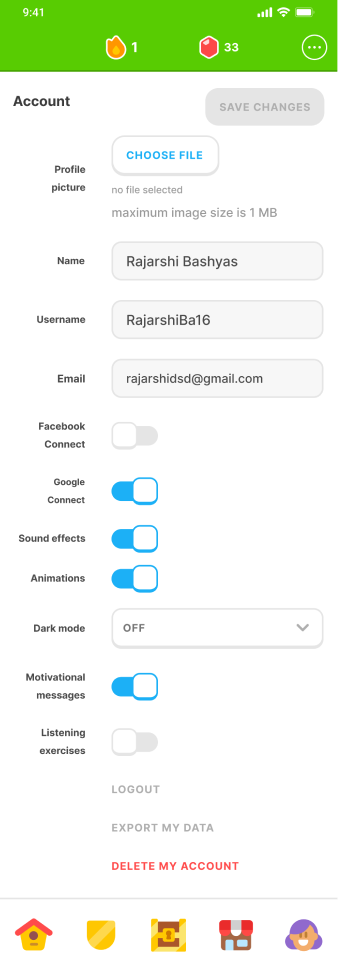 9:41
1
33
Account
SAVE CHANGES
Profile
picture
CHOOSE FILE
no file selected
maximum image size is 1 MB
Name
Rajarshi Bashyas
Username
RajarshiBa16
Email
rajarshidsd@gmail.com
Facebook
Connect
Google
Connect
Sound effects
Animations
Dark mode
OFF
Motivational
messages
Listening
exercises
LOGOUT
EXPORT MY DATA
DELETE MY ACCOUNT